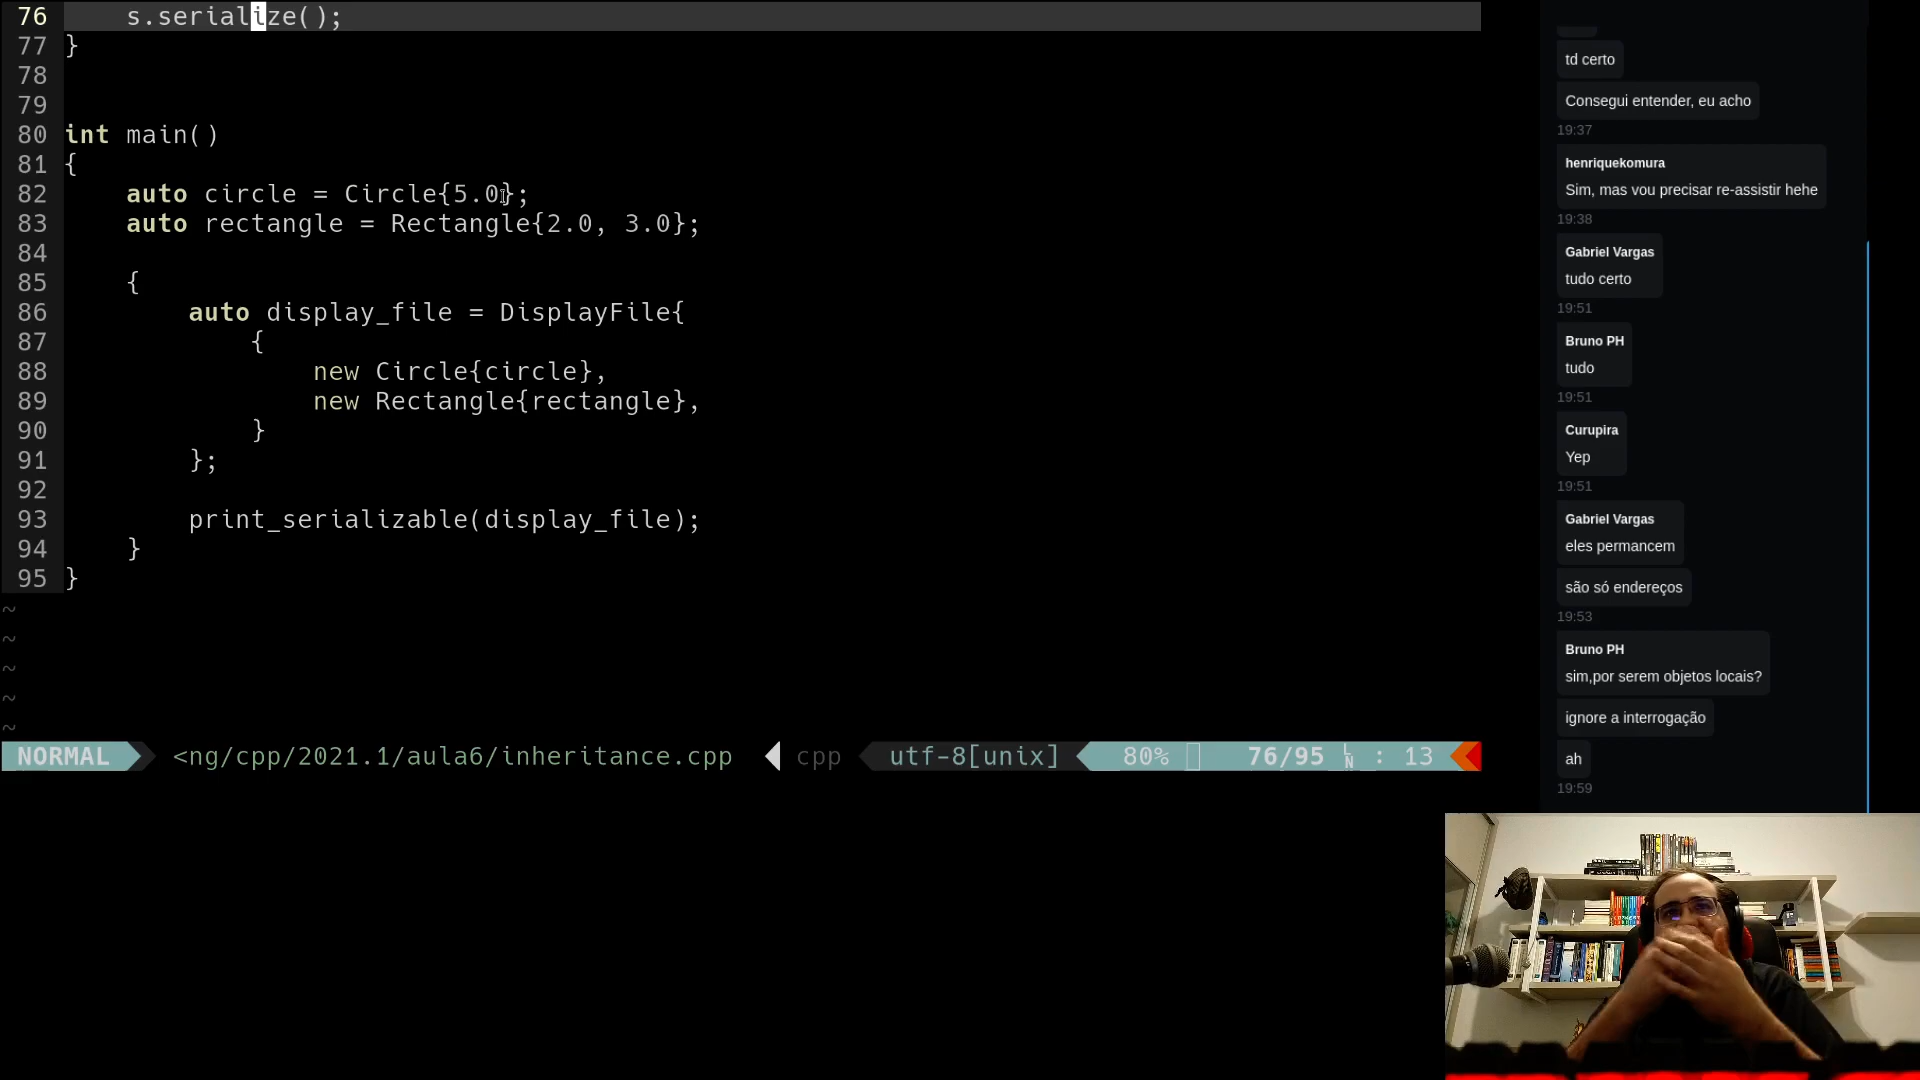 76     s.serialize();
77 }
78
79
80 int main()
81 {
82     auto circle = Circle{5.0};
83     auto rectangle = Rectangle{2.0, 3.0};
84
85     {
86         auto display_file = DisplayFile{
87             {
88                 new Circle{circle},
89                 new Rectangle{rectangle},
90             }
91         };
92
93         print_serializable(display_file);
94     }
95 }
~
~
~
~
~
NORMAL <ng/cpp/2021.1/aula6/inheritance.cpp cpp utf-8[unix] 80% 76/95 LN : 13
td certo
Consegui entender, eu acho
19:37
henriquekomura
Sim, mas vou precisar re-assistir hehe
19:38
Gabriel Vargas
tudo certo
19:51
Bruno PH
tudo
19:51
Curupira
Yep
19:51
Gabriel Vargas
eles permancem
são só endereços
19:53
Bruno PH
sim,por serem objetos locais?
ignore a interrogação
ah
19:59